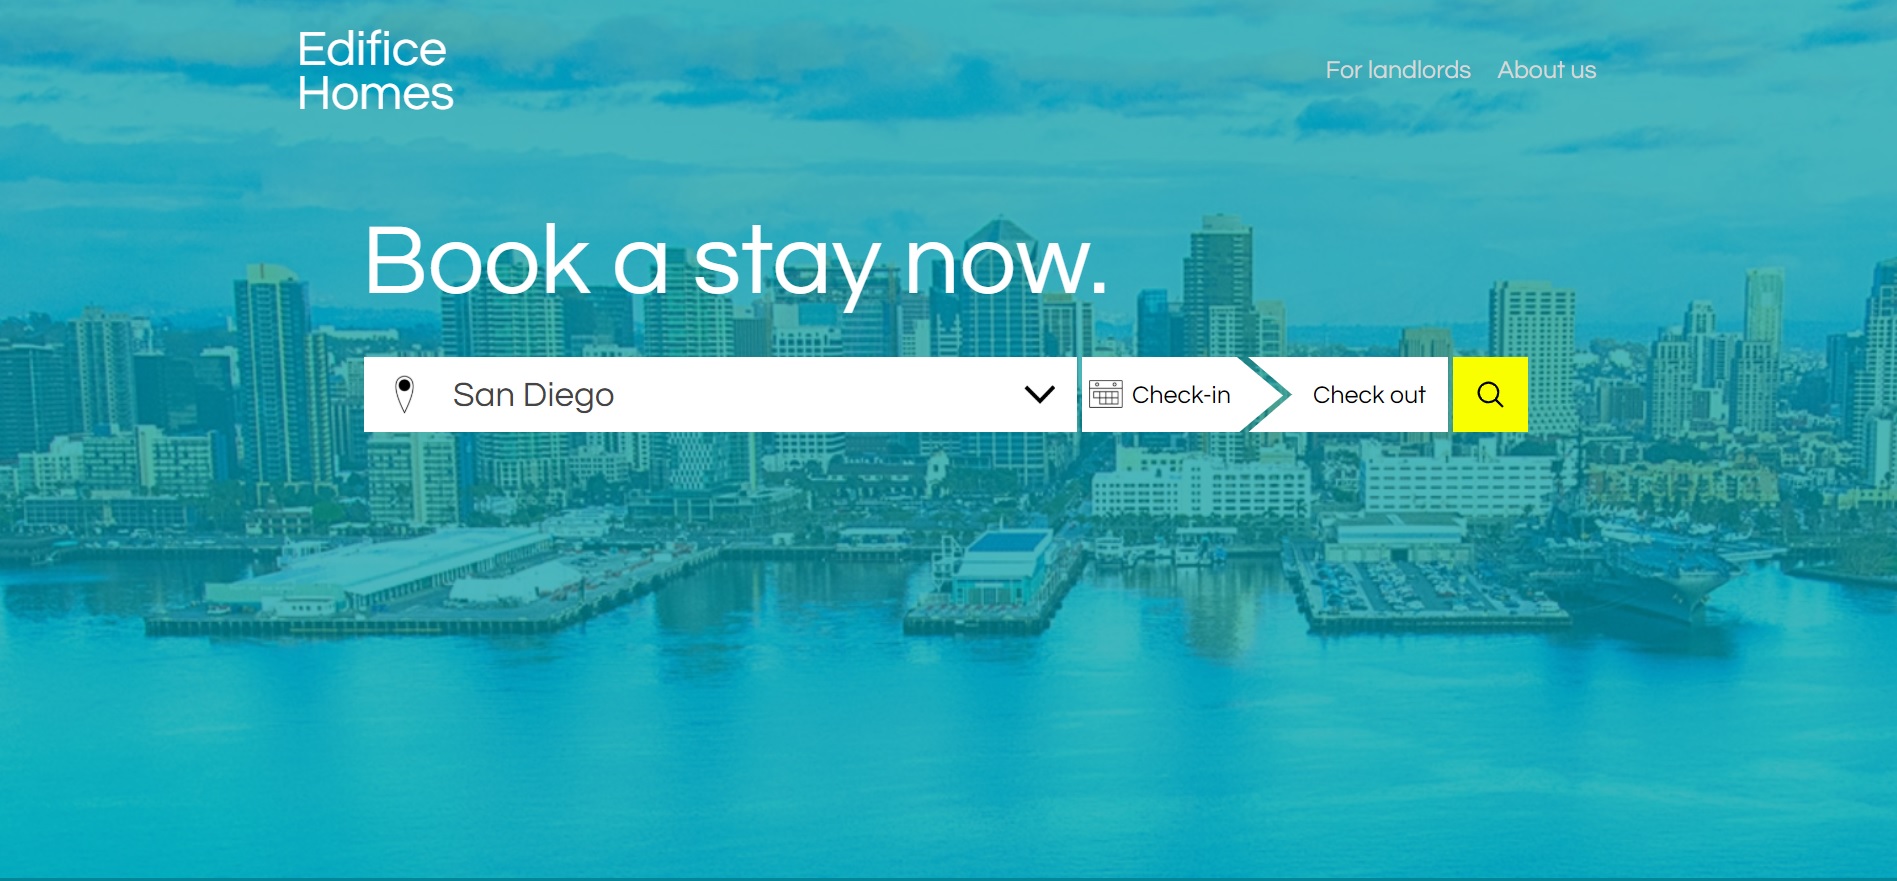 Edifice
Homes
For landlords
About us
Book a stay now.
San Diego
Check-in
Check out